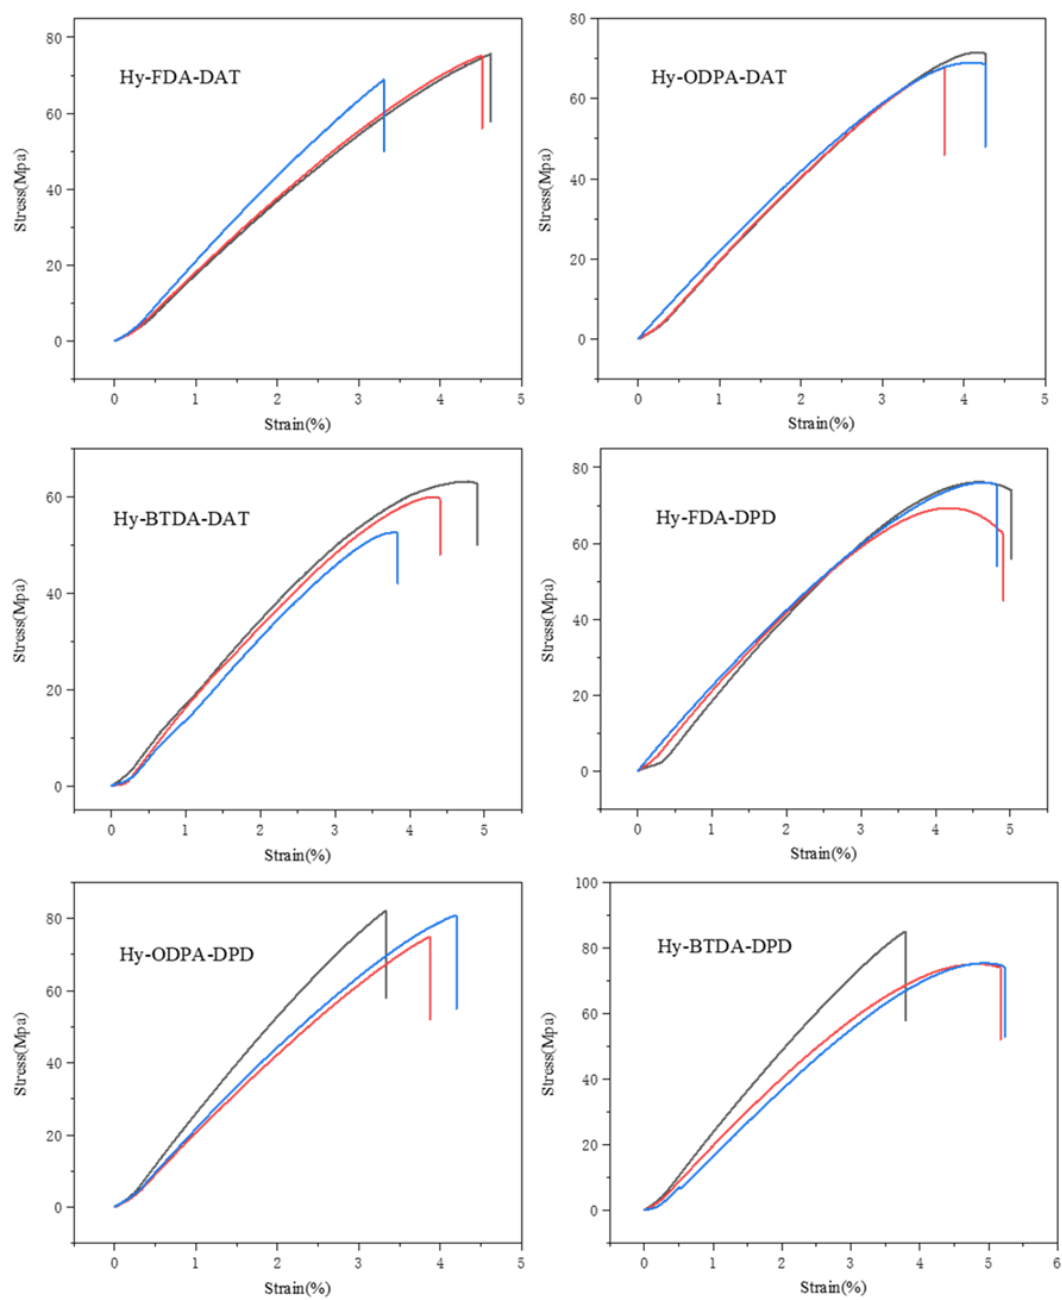 Hy-FDA-DAT
Stress(Mpa)
80
60
40
20
0
0 1 2 3 4 5
Strain(%)
Hy-ODPA-DAT
Stress(Mpa)
80
60
40
20
0
0 1 2 3 4 5
Strain(%)
Hy-BTDA-DAT
Stress(Mpa)
60
40
20
0
0 1 2 3 4 5
Strain(%)
Hy-FDA-DPD
Stress(Mpa)
80
60
40
20
0
0 1 2 3 4 5
Strain(%)
Hy-ODPA-DPD
Stress(Mpa)
80
60
40
20
0
0 1 2 3 4 5
Strain(%)
Hy-BTDA-DPD
Stress(Mpa)
100
80
60
40
20
0
0 1 2 3 4 5 6
Strain(%)